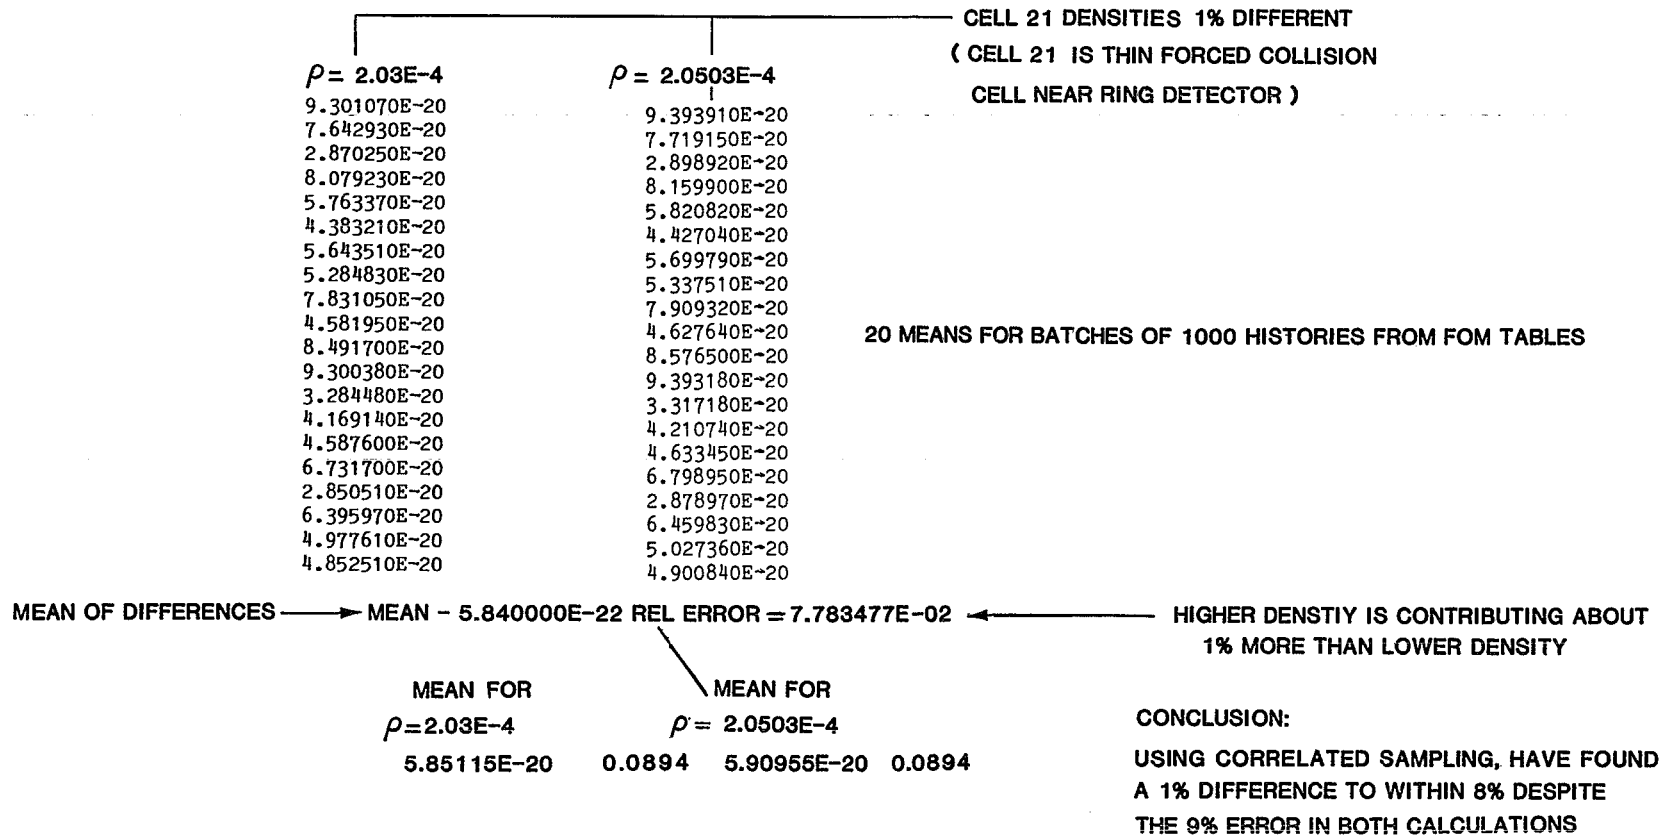 CELL 21 DENSITIES 1% DIFFERENT
( CELL 21 IS THIN FORCED COLLISION
CELL NEAR RING DETECTOR )
ρ = 2.03E-4
9.301070E-20
7.642930E-20
2.870250E-20
8.079230E-20
5.763370E-20
4.383210E-20
5.643510E-20
5.284830E-20
7.831050E-20
4.581950E-20
8.491700E-20
9.300380E-20
3.284480E-20
4.169140E-20
4.587600E-20
6.731700E-20
2.850510E-20
6.395970E-20
4.977610E-20
4.852510E-20
ρ = 2.0503E-4
9.393910E-20
7.719150E-20
2.898920E-20
8.159900E-20
5.820820E-20
4.427040E-20
5.699790E-20
5.337510E-20
7.909320E-20
4.627640E-20
8.576500E-20
9.393180E-20
3.317180E-20
4.210740E-20
4.633450E-20
6.798950E-20
2.878970E-20
6.459830E-20
5.027360E-20
4.900840E-20
20 MEANS FOR BATCHES OF 1000 HISTORIES FROM FOM TABLES
MEAN OF DIFFERENCES
MEAN - 5.840000E-22 REL ERROR = 7.783477E-02
HIGHER DENSTIY IS CONTRIBUTING ABOUT
1% MORE THAN LOWER DENSITY
MEAN FOR
ρ=2.03E-4
5.85115E-20 0.0894
MEAN FOR
ρ = 2.0503E-4
5.90955E-20 0.0894
CONCLUSION:
USING CORRELATED SAMPLING, HAVE FOUND
A 1% DIFFERENCE TO WITHIN 8% DESPITE
THE 9% ERROR IN BOTH CALCULATIONS